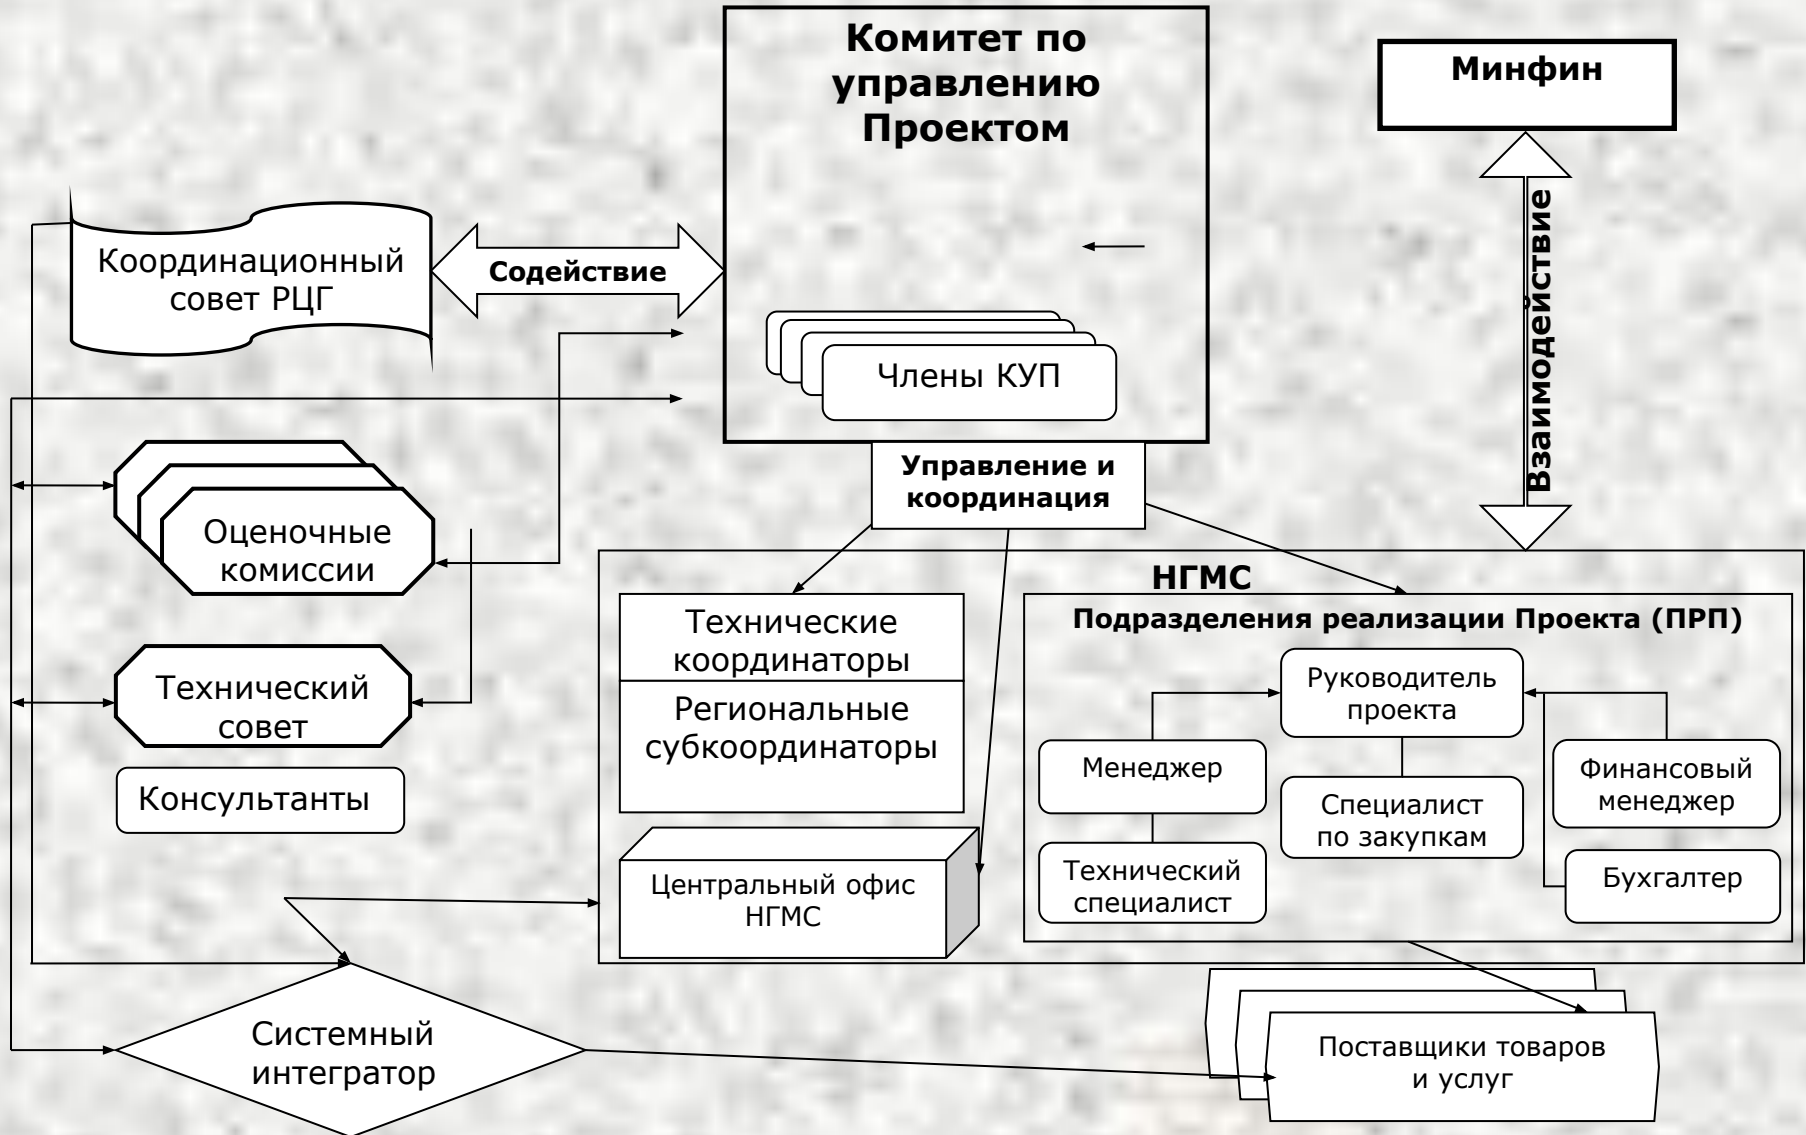 Комитет по
управлению
Проектом
Минфин
Координационный
совет РЦГ
Содействие
Взаимодействие
Члены КУП
Управление и
координация
Оценочные
комиссии
НГМС
Технические
координаторы
Подразделения реализации Проекта (ПРП)
Руководитель
проекта
Технический
совет
Региональные
субкоординаторы
Менеджер
Финансовый
менеджер
Консультанты
Специалист
по закупкам
Центральный офис
НГМС
Технический
специалист
Бухгалтер
Системный
интегратор
Поставщики товаров
и услуг